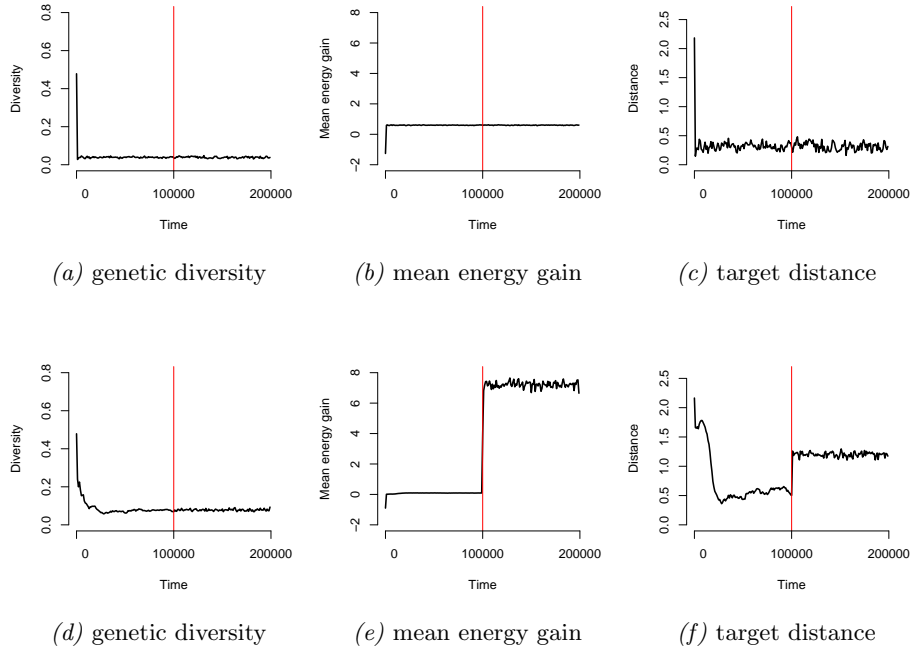 0.0 0.2 0.4 0.6 0.8
Diversity
0 100000 200000
Time
−2 0 2 4 6 8
Mean energy gain
0 100000 200000
Time
0.0 0.5 1.0 1.5 2.0 2.5
Distance
0 100000 200000
Time
(a) genetic diversity
(b) mean energy gain
(c) target distance
0.0 0.2 0.4 0.6 0.8
Diversity
0 100000 200000
Time
−2 0 2 4 6 8
Mean energy gain
0 100000 200000
Time
0.0 0.5 1.0 1.5 2.0 2.5
Distance
0 100000 200000
Time
(d) genetic diversity
(e) mean energy gain
(f) target distance